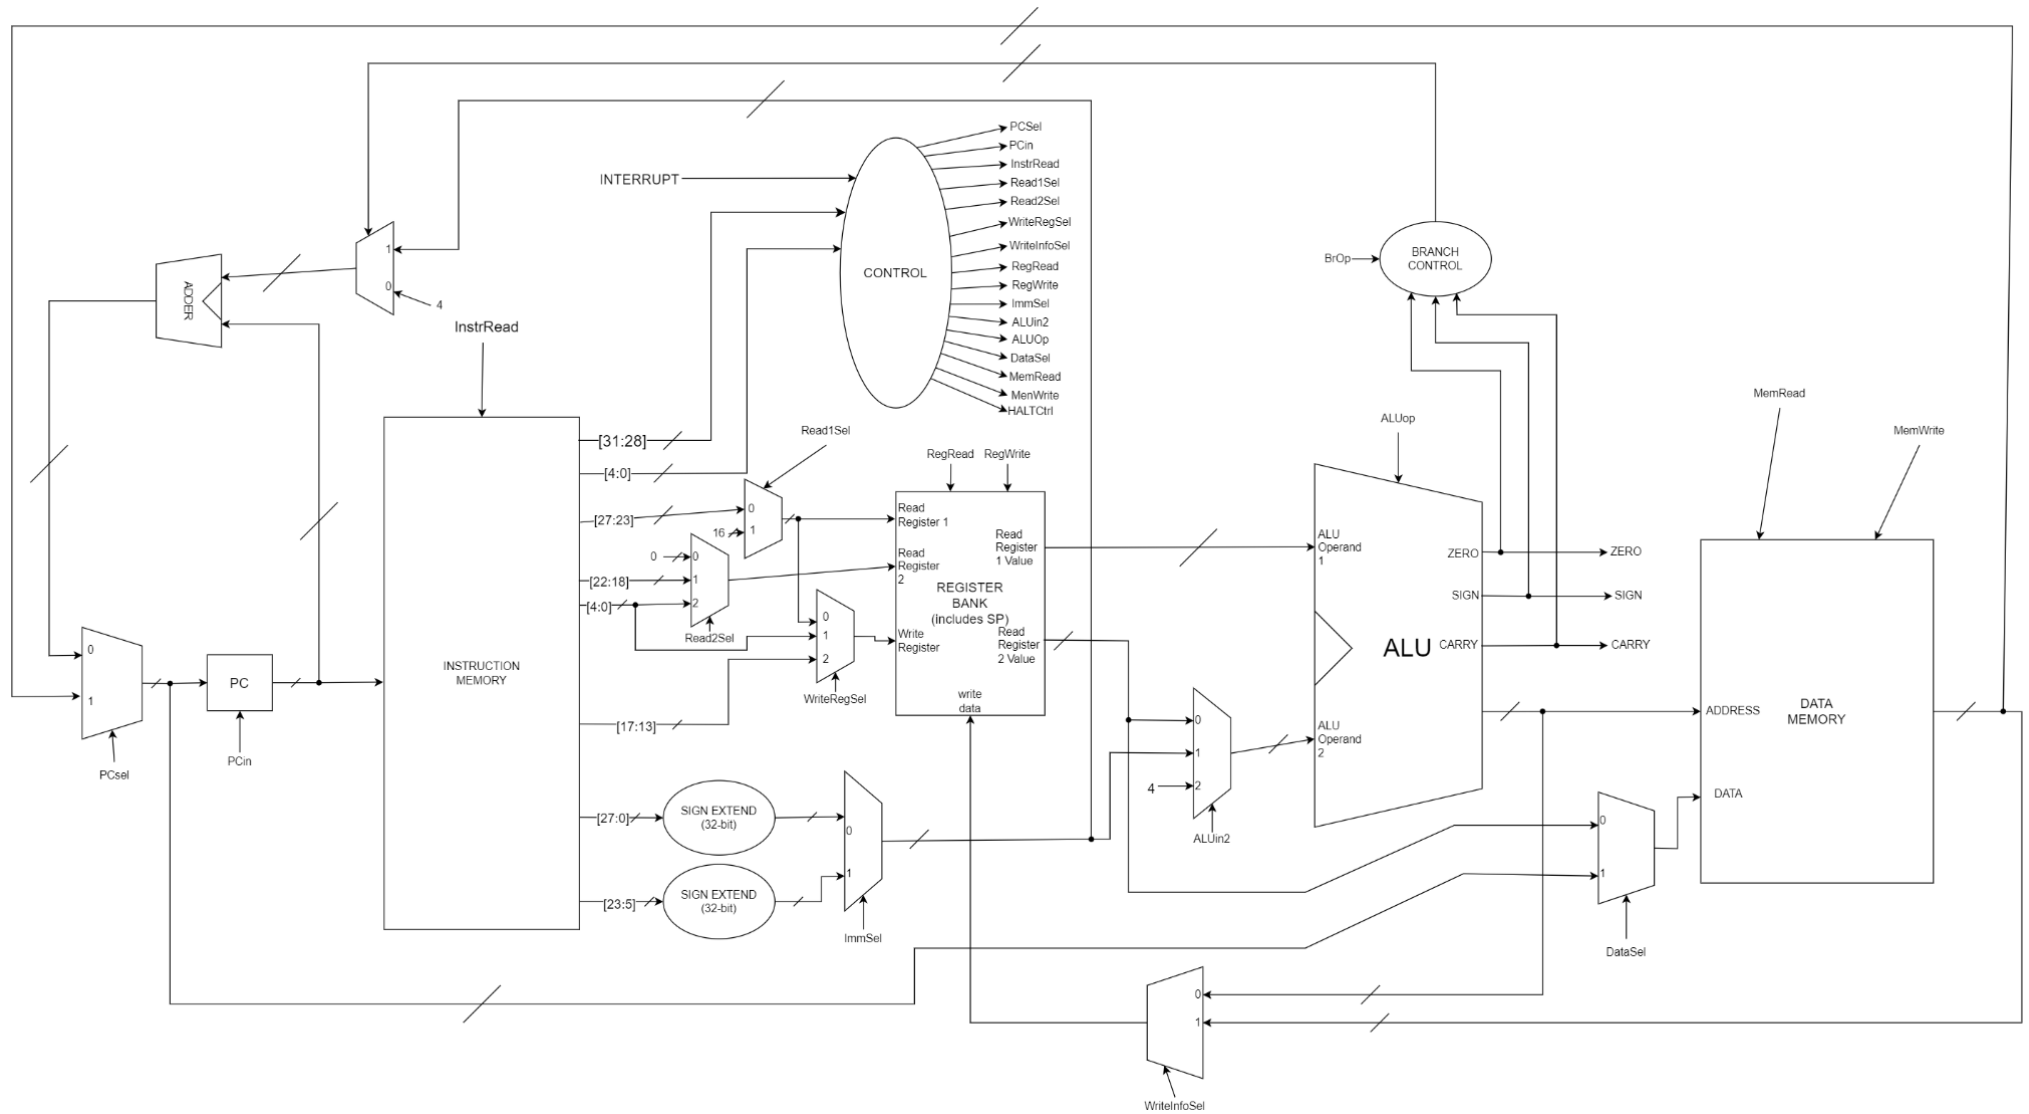 PCSel
PCin
InstrRead
Read1Sel
Read2Sel
WriteRegSel
WriteInfoSel
RegRead
RegWrite
ImmSel
ALUin2
ALUOp
DataSel
MemRead
MenWrite
HALTCtrl
INTERRUPT
CONTROL
1
0
4
ADDER
InstrRead
BrOp
BRANCH
CONTROL
MemRead
MemWrite
ALUop
Read1Sel
RegRead
RegWrite
[31:28]
[4:0]
[27:23]
0
16
1
0
0
[22:18]
1
[4:0]
2
Read2Sel
0
1
2
WriteRegSel
[17:13]
Read
Register 1
Read
Register
2
Read
Register
1 Value
REGISTER
BANK
(includes SP)
Write
Register
Read
Register
2 Value
write
data
ALU
Operand
1
ZERO
ZERO
SIGN
SIGN
ALU
CARRY
CARRY
ALU
Operand
2
0
1
PCsel
PC
PCin
INSTRUCTION
MEMORY
0
1
4
2
ALUin2
ADDRESS
DATA
MEMORY
DATA
[27:0]
SIGN EXTEND
(32-bit)
0
[23:5]
SIGN EXTEND
(32-bit)
1
ImmSel
0
1
DataSel
0
1
WriteInfoSel